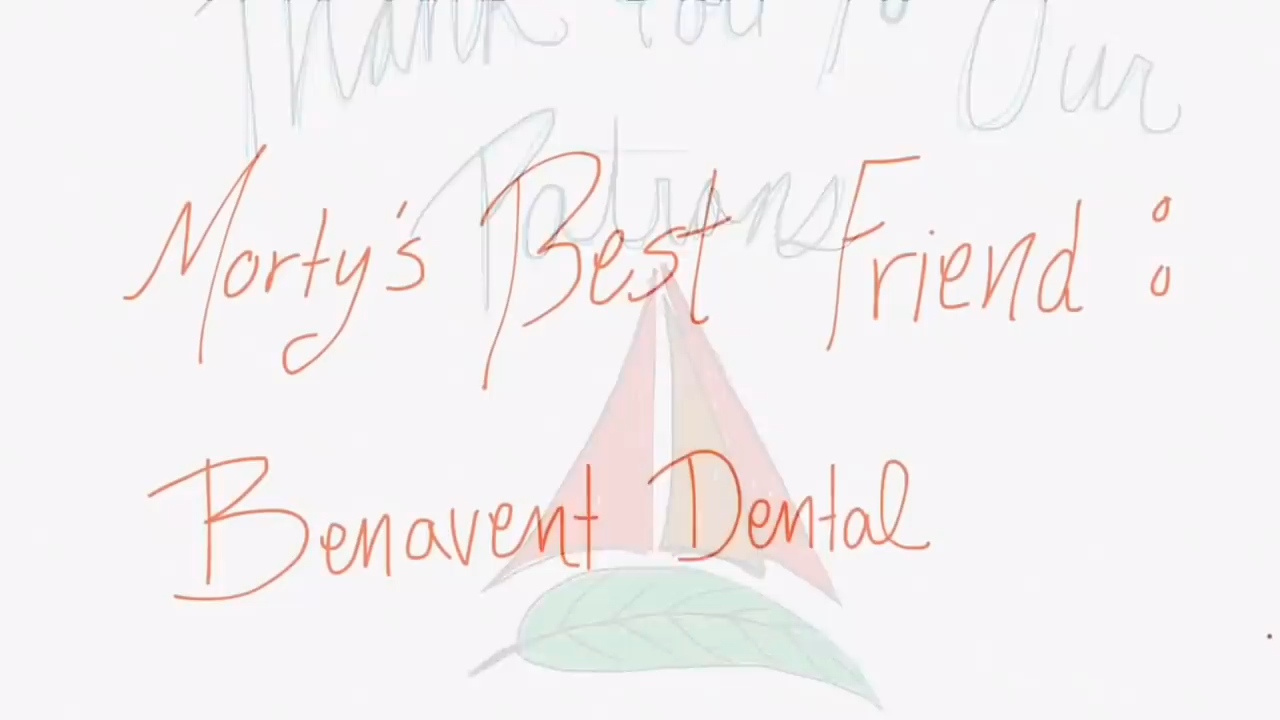 Thank You To Our
Patrons
Morty's Best Friend :
Benavent Dental